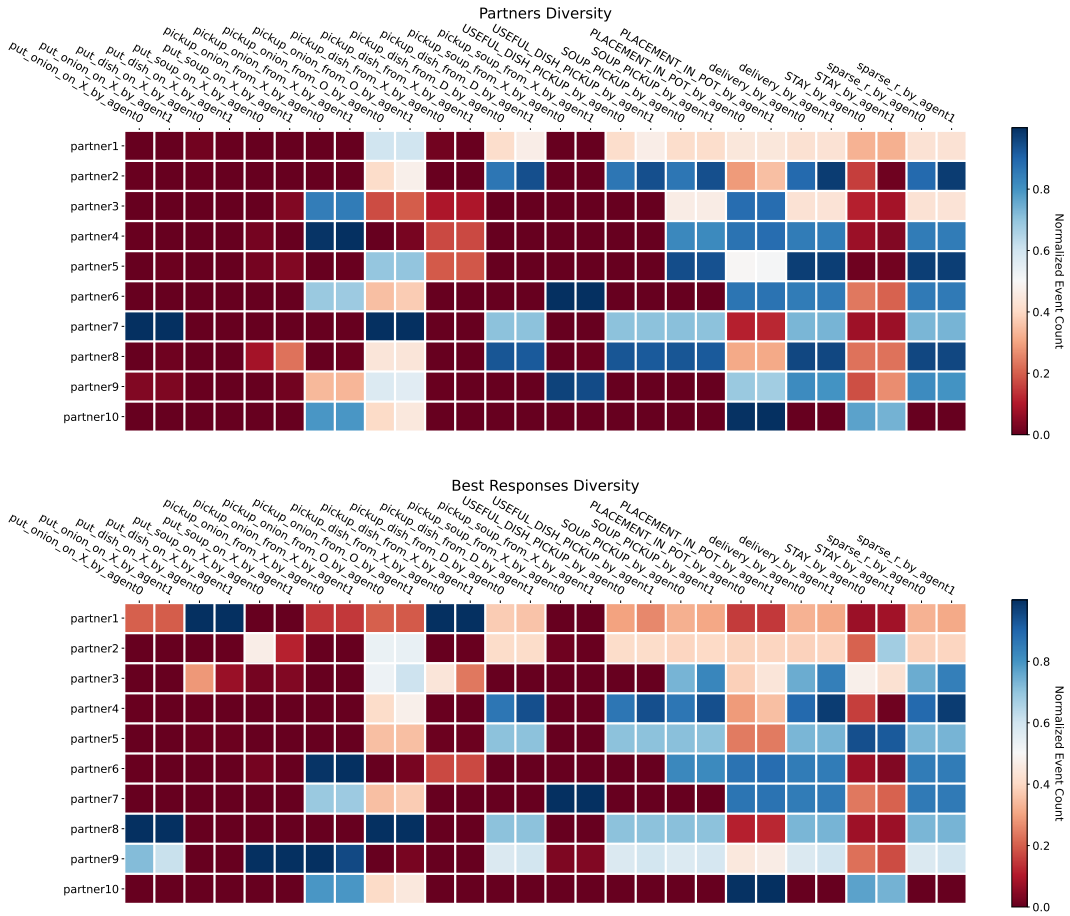 Partners Diversity
put_onion_on_X_by_agent0
put_onion_on_X_by_agent1
put_dish_on_X_by_agent0
put_dish_on_X_by_agent1
put_soup_on_X_by_agent0
put_soup_on_X_by_agent1
pickup_onion_from_X_by_agent0
pickup_onion_from_X_by_agent1
pickup_onion_from_O_by_agent0
pickup_onion_from_O_by_agent1
pickup_dish_from_X_by_agent0
pickup_dish_from_X_by_agent1
pickup_dish_from_D_by_agent0
pickup_dish_from_D_by_agent1
pickup_soup_from_X_by_agent0
pickup_soup_from_X_by_agent1
USEFUL_DISH_PICKUP_by_agent0
USEFUL_DISH_PICKUP_by_agent1
SOUP_PICKUP_by_agent0
SOUP_PICKUP_by_agent1
PLACEMENT_IN_POT_by_agent0
PLACEMENT_IN_POT_by_agent1
delivery_by_agent0
delivery_by_agent1
STAY_by_agent0
STAY_by_agent1
sparse_r_by_agent0
sparse_r_by_agent1
partner1
partner2
partner3
partner4
partner5
partner6
partner7
partner8
partner9
partner10
0.8
0.6
0.4
0.2
0.0
Normalized Event Count
Best Responses Diversity
put_onion_on_X_by_agent0
put_onion_on_X_by_agent1
put_dish_on_X_by_agent0
put_dish_on_X_by_agent1
put_soup_on_X_by_agent0
put_soup_on_X_by_agent1
pickup_onion_from_X_by_agent0
pickup_onion_from_X_by_agent1
pickup_onion_from_O_by_agent0
pickup_onion_from_O_by_agent1
pickup_dish_from_X_by_agent0
pickup_dish_from_X_by_agent1
pickup_dish_from_D_by_agent0
pickup_dish_from_D_by_agent1
pickup_soup_from_X_by_agent0
pickup_soup_from_X_by_agent1
USEFUL_DISH_PICKUP_by_agent0
USEFUL_DISH_PICKUP_by_agent1
SOUP_PICKUP_by_agent0
SOUP_PICKUP_by_agent1
PLACEMENT_IN_POT_by_agent0
PLACEMENT_IN_POT_by_agent1
delivery_by_agent0
delivery_by_agent1
STAY_by_agent0
STAY_by_agent1
sparse_r_by_agent0
sparse_r_by_agent1
partner1
partner2
partner3
partner4
partner5
partner6
partner7
partner8
partner9
partner10
0.8
0.6
0.4
0.2
0.0
Normalized Event Count